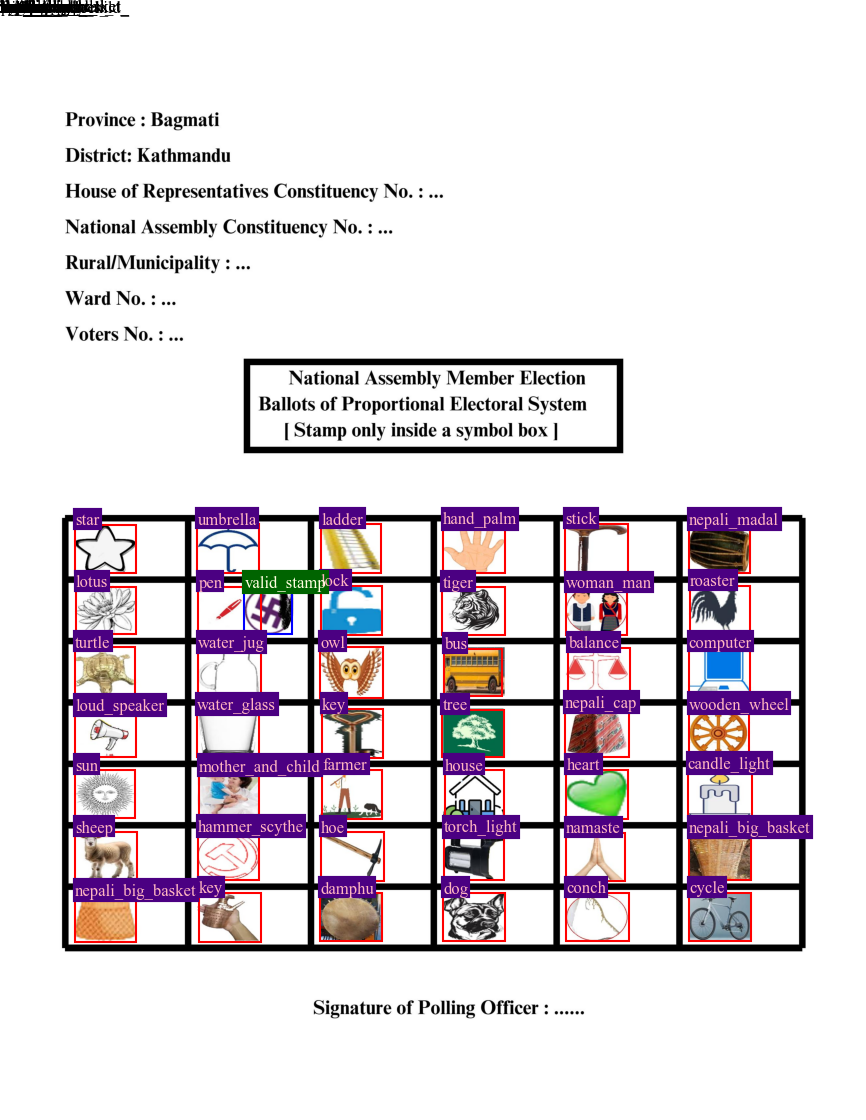 Province : Bagmati
District: Kathmandu
House of Representatives Constituency No. : ...
National Assembly Constituency No. : ...
Rural/Municipality : ...
Ward No. : ...
Voters No. : ...
National Assembly Member Election
Ballots of Proportional Electoral System
[ Stamp only inside a symbol box ]
star umbrella ladder hand_palm stick nepali_madal
lotus pen valid_stamp ock tiger woman_man roaster
turtle water_jug owl bus balance computer
loud_speaker water_glass key tree nepali_cap wooden_wheel
sun mother_and_child farmer house heart candle_light
sheep hammer_scythe hoe torch_light namaste nepali_big_basket
nepali_big_basket key damphu dog conch cycle
Signature of Polling Officer : ......